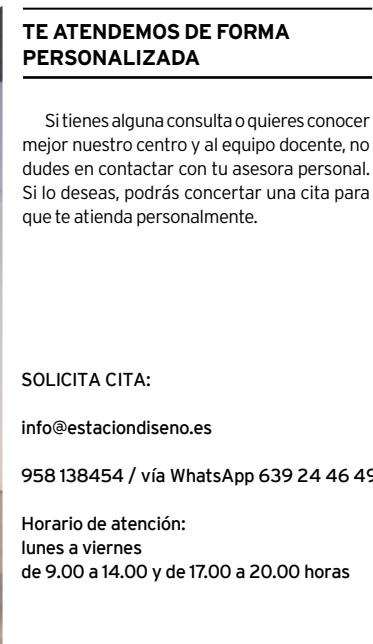 TE ATENDEMOS DE FORMA
PERSONALIZADA
Si tienes alguna consulta o quieres conocer
mejor nuestro centro y al equipo docente, no
dudes en contactar con tu asesora personal.
Si lo deseas, podrás concertar una cita para
que te atienda personalmente.
SOLICITA CITA:
info@estaciondiseno.es
958 138454 / vía WhatsApp 639 24 46 49
Horario de atención:
lunes a viernes
de 9.00 a 14.00 y de 17.00 a 20.00 horas